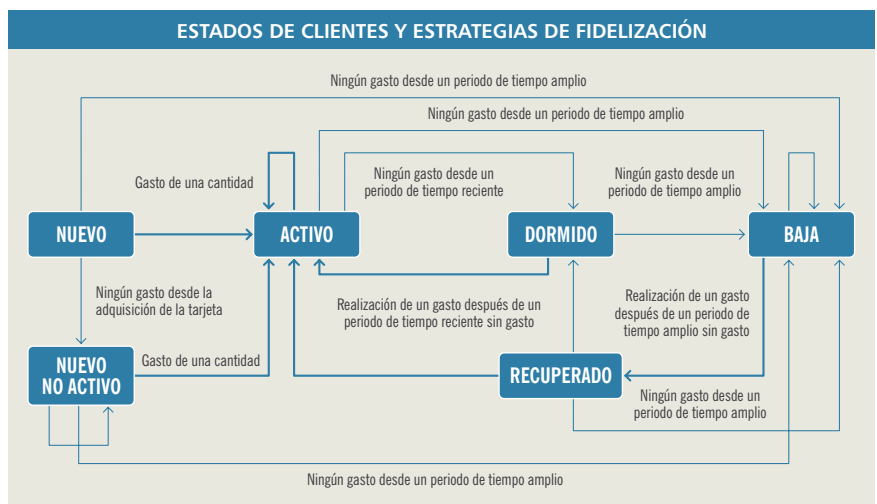 ESTADOS DE CLIENTES Y ESTRATEGIAS DE FIDELIZACIÓN
Ningún gasto desde un periodo de tiempo amplio
Ningún gasto desde un periodo de tiempo amplio
Gasto de una cantidad
Ningún gasto desde un
periodo de tiempo reciente
Ningún gasto desde un
periodo de tiempo amplio
NUEVO
ACTIVO
DORMIDO
BAJA
Ningún gasto desde la
adquisición de la tarjeta
Realización de un gasto después de un
periodo de tiempo reciente sin gasto
Realización de un gasto
después de un periodo de
tiempo amplio sin gasto
NUEVO
NO ACTIVO
Gasto de una cantidad
RECUPERADO
Ningún gasto desde un
periodo de tiempo amplio
Ningún gasto desde un periodo de tiempo amplio